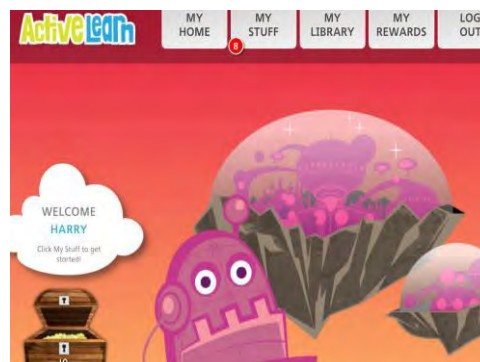 ActiveLearn
MY HOME
MY STUFF
MY LIBRARY
MY REWARDS
LOG OUT
8
WELCOME
HARRY
Click My Stuff to get
started!
10